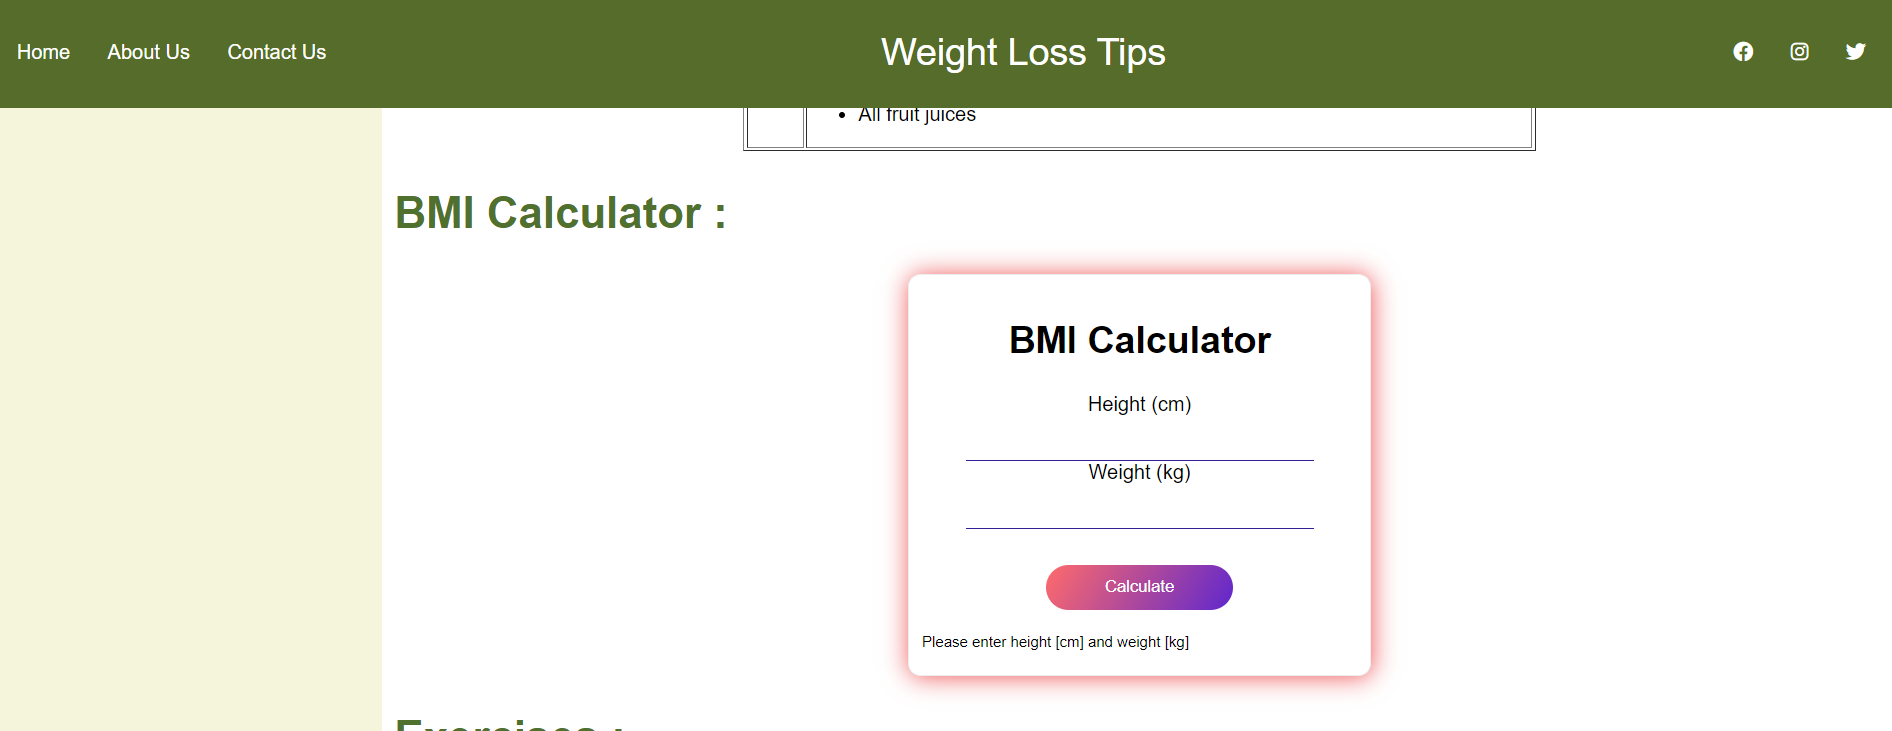 Home About Us Contact Us Weight Loss Tips
All fruit juices
BMI Calculator :
BMI Calculator
Height (cm)
Weight (kg)
Calculate
Please enter height [cm] and weight [kg]
Exercises :